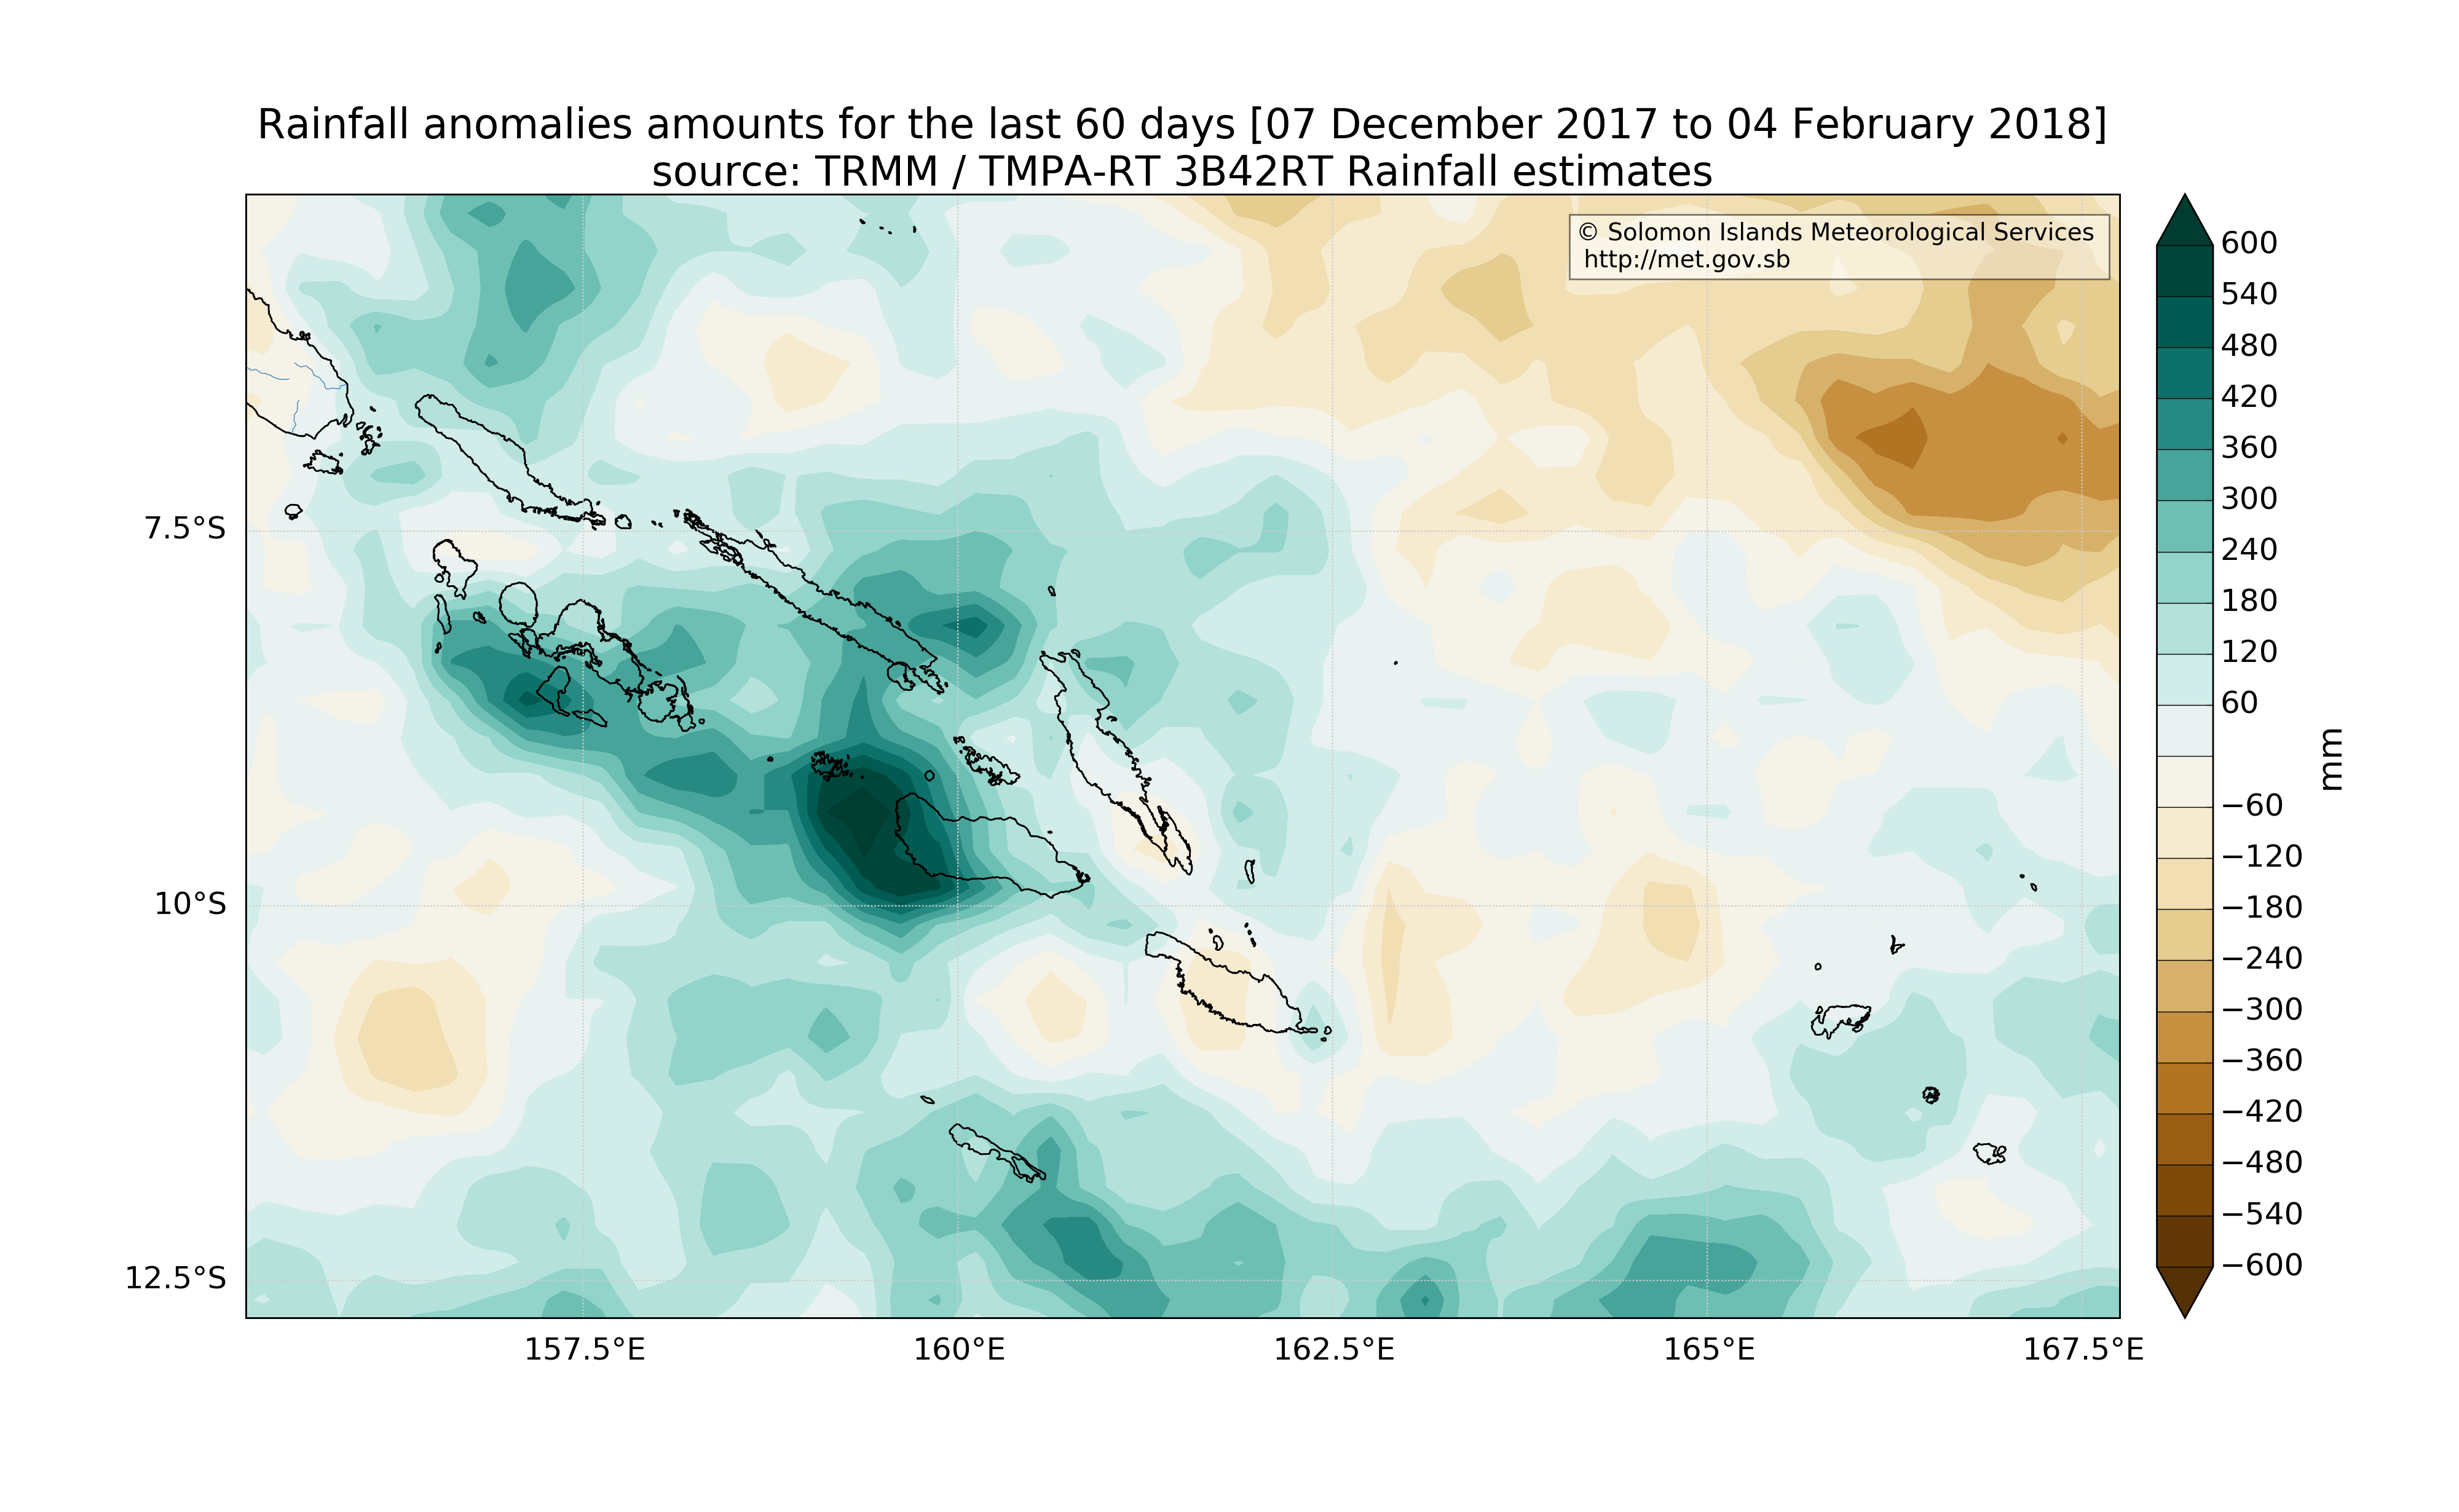 Rainfall anomalies amounts for the last 60 days [07 December 2017 to 04 February 2018]
source: TRMM / TMPA-RT 3B42RT Rainfall estimates
© Solomon Islands Meteorological Services
http://met.gov.sb
7.5°S
10°S
12.5°S
157.5°E
160°E
162.5°E
165°E
167.5°E
600
540
480
420
360
300
240
180
120
60
−60
−120
−180
−240
−300
−360
−420
−480
−540
−600
mm